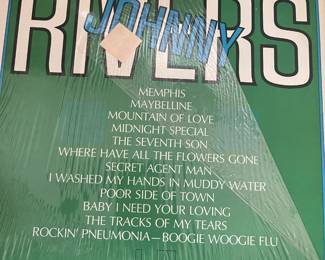 JOHNNY
RIVERS
MEMPHIS
MAYBELLINE
MOUNTAIN OF LOVE
MIDNIGHT SPECIAL
THE SEVENTH SON
WHERE HAVE ALL THE FLOWERS GONE
SECRET AGENT MAN
I WASHED MY HANDS IN MUDDY WATER
POOR SIDE OF TOWN
BABY I NEED YOUR LOVING
THE TRACKS OF MY TEARS
ROCKIN' PNEUMONIA—BOOGIE WOOGIE FLU